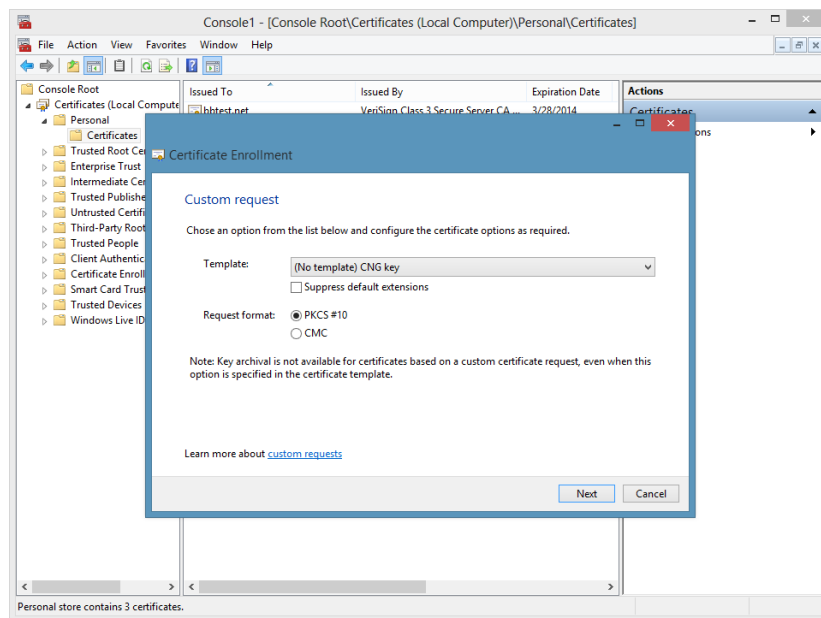 Console1 - [Console Root\Certificates (Local Computer)\Personal\Certificates]
File Action View Favorites Window Help
Console Root
Certificates (Local Compute
Personal
Certificates
Trusted Root Cer
Enterprise Trust
Intermediate Cer
Trusted Publishe
Untrusted Certifi
Third-Party Root
Trusted People
Client Authentic
Certificate Enroll
Smart Card Trust
Trusted Devices
Windows Live ID
Issued To Issued By Expiration Date
bbtest.net VeriSign Class 3 Secure Server CA ... 3/28/2014
Actions
Certificates
ons
Certificate Enrollment
Custom request
Chose an option from the list below and configure the certificate options as required.
Template: (No template) CNG key
Suppress default extensions
Request format: PKCS #10
CMC
Note: Key archival is not available for certificates based on a custom certificate request, even when this
option is specified in the certificate template.
Learn more about custom requests
Next Cancel
Personal store contains 3 certificates.